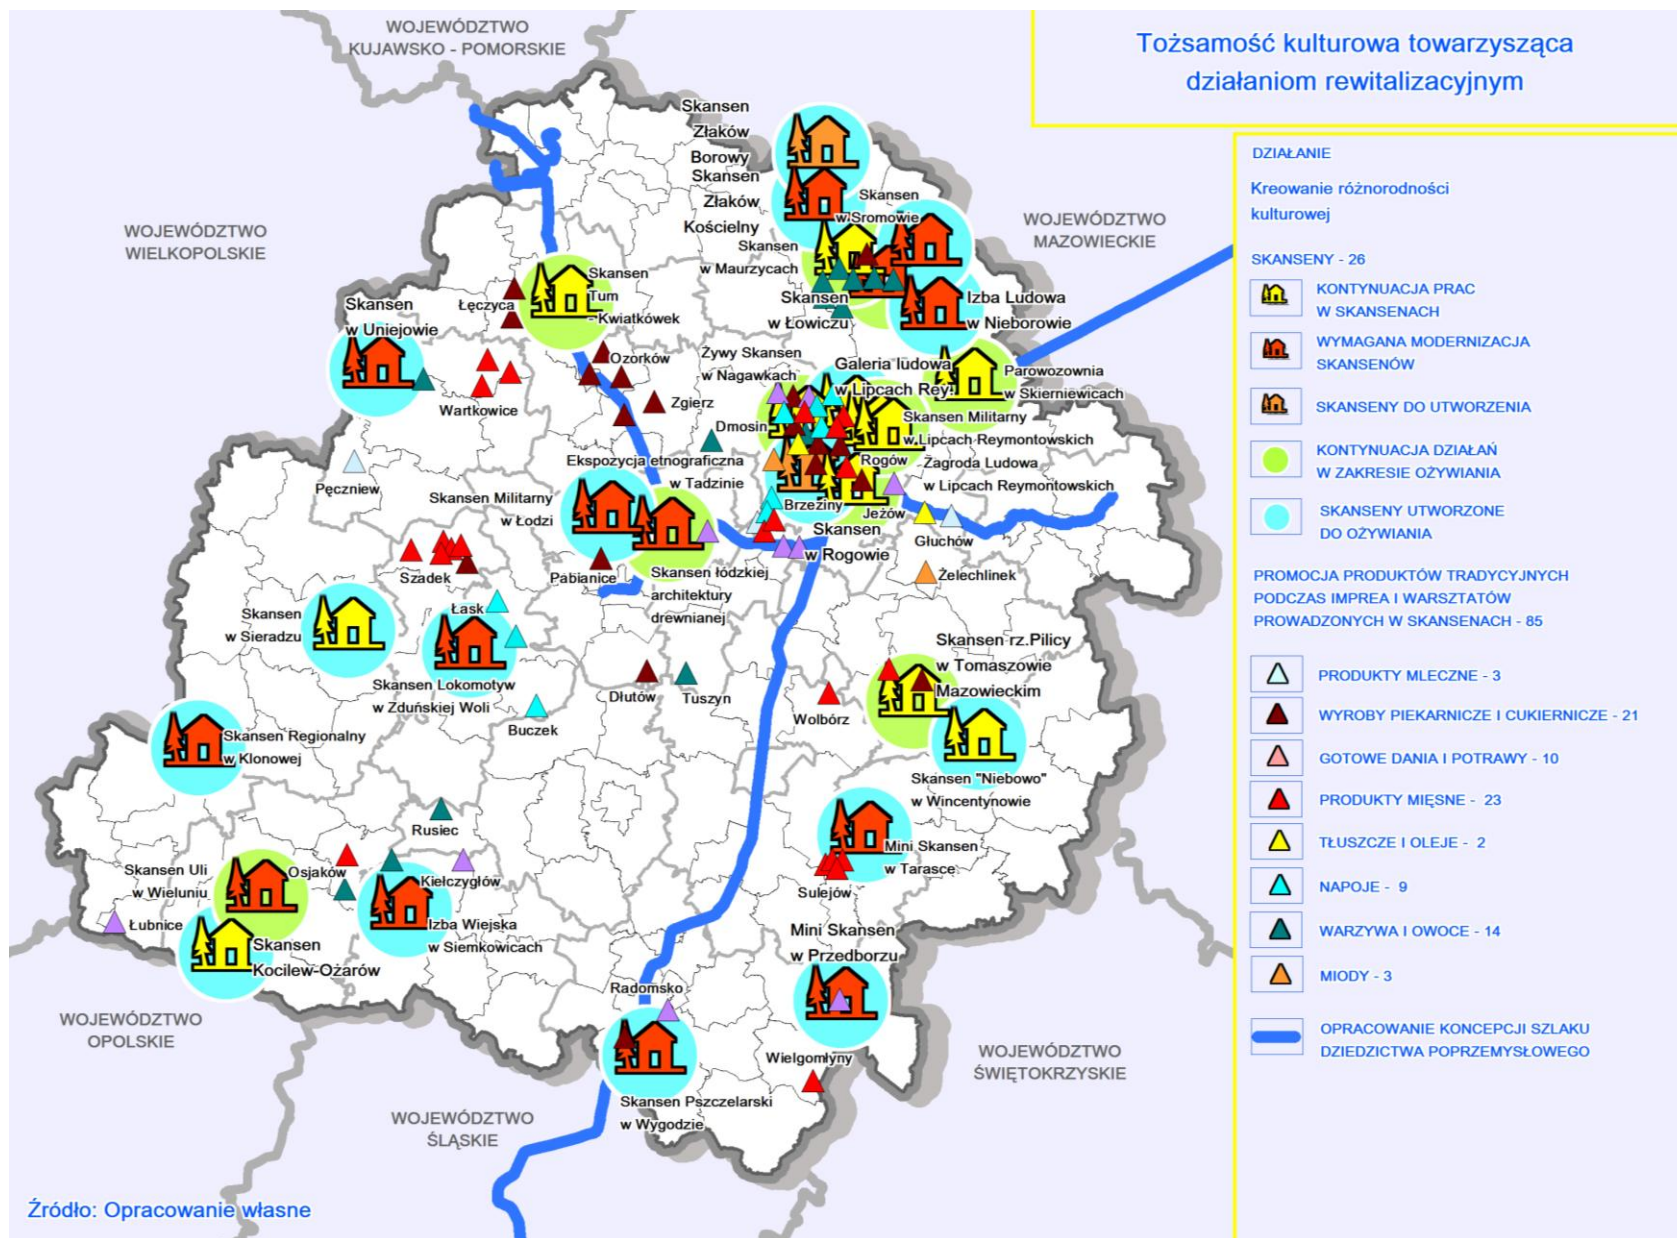 Tożsamość kulturowa towarzysząca
działaniom rewitalizacyjnym
WOJEWÓDZTWO
KUJAWSKO - POMORSKIE
WOJEWÓDZTWO
WIELKOPOLSKIE
WOJEWÓDZTWO
MAZOWIECKIE
Skansen
Złaków
Borowy
Skansen
Złaków
Kościelny
Skansen
w Sromowie
Skansen
w Maurzycach
Skansen
w Łowiczu
Izba Ludowa
w Nieborowie
Skansen
Tum
- Kwiatkówek
Łęczyca
Skansen
w Uniejowie
Wartkowice
Ozorków
Zgierz
Żywy Skansen
w Nagawkach
Galeria ludowa
w Lipcach Rey.
Parowozownia
w Skierniewicach
Dmosin
Skansen Militarny
w Lipcach Reymontowskich
Rogów
Zagroda Ludowa
w Lipcach Reymontowskich
Ekspozycja etnograficzna
w Tadzinie
Pęczniew
Skansen Militarny
w Łodzi
Brzeziny
Jeżów
Skansen
w Rogowie
Głuchów
Żelechlinek
Szadek
Pabianice
Skansen łódzkiej
architektury
drewnianej
Skansen
w Sieradzu
Łask
Skansen Lokomotyw
w Zduńskiej Woli
Buczek
Dłutów
Tuszyn
Wolbórz
Skansen rz.Pilicy
w Tomaszowie
Mazowieckim
Skansen "Niebowo"
w Wincentynowie
Skansen Regionalny
w Klonowej
Rusiec
Mini Skansen
w Tarasce
Sulejów
Skansen Uli
w Wieluniu
Osjaków
Kiełczygłów
Łubnice
Izba Wiejska
w Siemkowicach
Skansen
Kocilew-Ożarów
Mini Skansen
w Przedborzu
Radomsko
Wielgomłyny
Skansen Pszczelarski
w Wygodzie
WOJEWÓDZTWO
OPOLSKIE
WOJEWÓDZTWO
ŚLĄSKIE
WOJEWÓDZTWO
ŚWIĘTOKRZYSKIE
Źródło: Opracowanie własne
DZIAŁANIE
Kreowanie różnorodności
kulturowej
SKANSENY - 26
KONTYNUACJA PRAC
W SKANSENACH
WYMAGANA MODERNIZACJA
SKANSENÓW
SKANSENY DO UTWORZENIA
KONTYNUACJA DZIAŁAŃ
W ZAKRESIE OŻYWIANIA
SKANSENY UTWORZONE
DO OŻYWIANIA
PROMOCJA PRODUKTÓW TRADYCYJNYCH
PODCZAS IMPREA I WARSZTATÓW
PROWADZONYCH W SKANSENACH - 85
PRODUKTY MLECZNE - 3
WYROBY PIEKARNICZE I CUKIERNICZE - 21
GOTOWE DANIA I POTRAWY - 10
PRODUKTY MIĘSNE - 23
TŁUSZCZE I OLEJE - 2
NAPOJE - 9
WARZYWA I OWOCE - 14
MIODY - 3
OPRACOWANIE KONCEPCJI SZLAKU
DZIEDZICTWA POPRZEMYSŁOWEGO